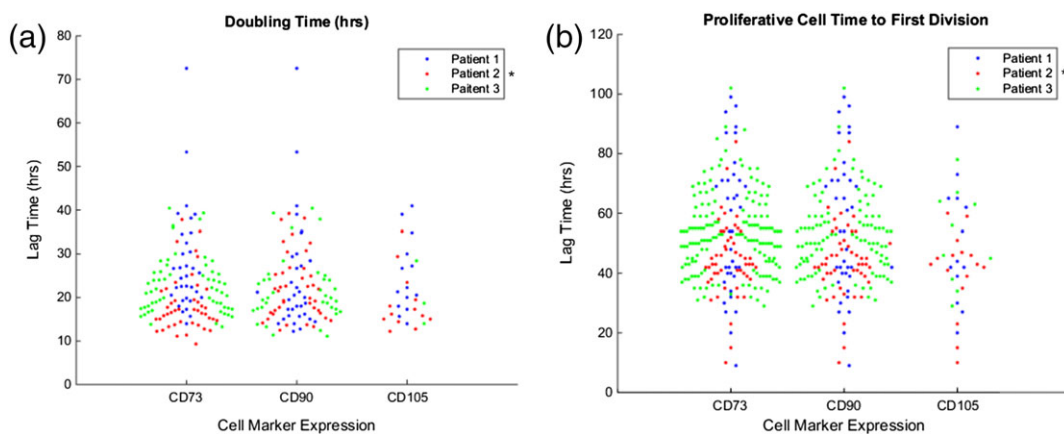 (a)
Doubling Time (hrs)
80
70
60
50
40
30
20
10
0
Lag Time (hrs)
Patient 1
Patient 2 *
Paitent 3
CD73 CD90 CD105
Cell Marker Expression
(b)
Proliferative Cell Time to First Division
120
100
80
60
40
20
0
Lag Time (hrs)
Patient 1
Patient 2 *
Patient 3
CD73 CD90 CD105
Cell Marker Expression